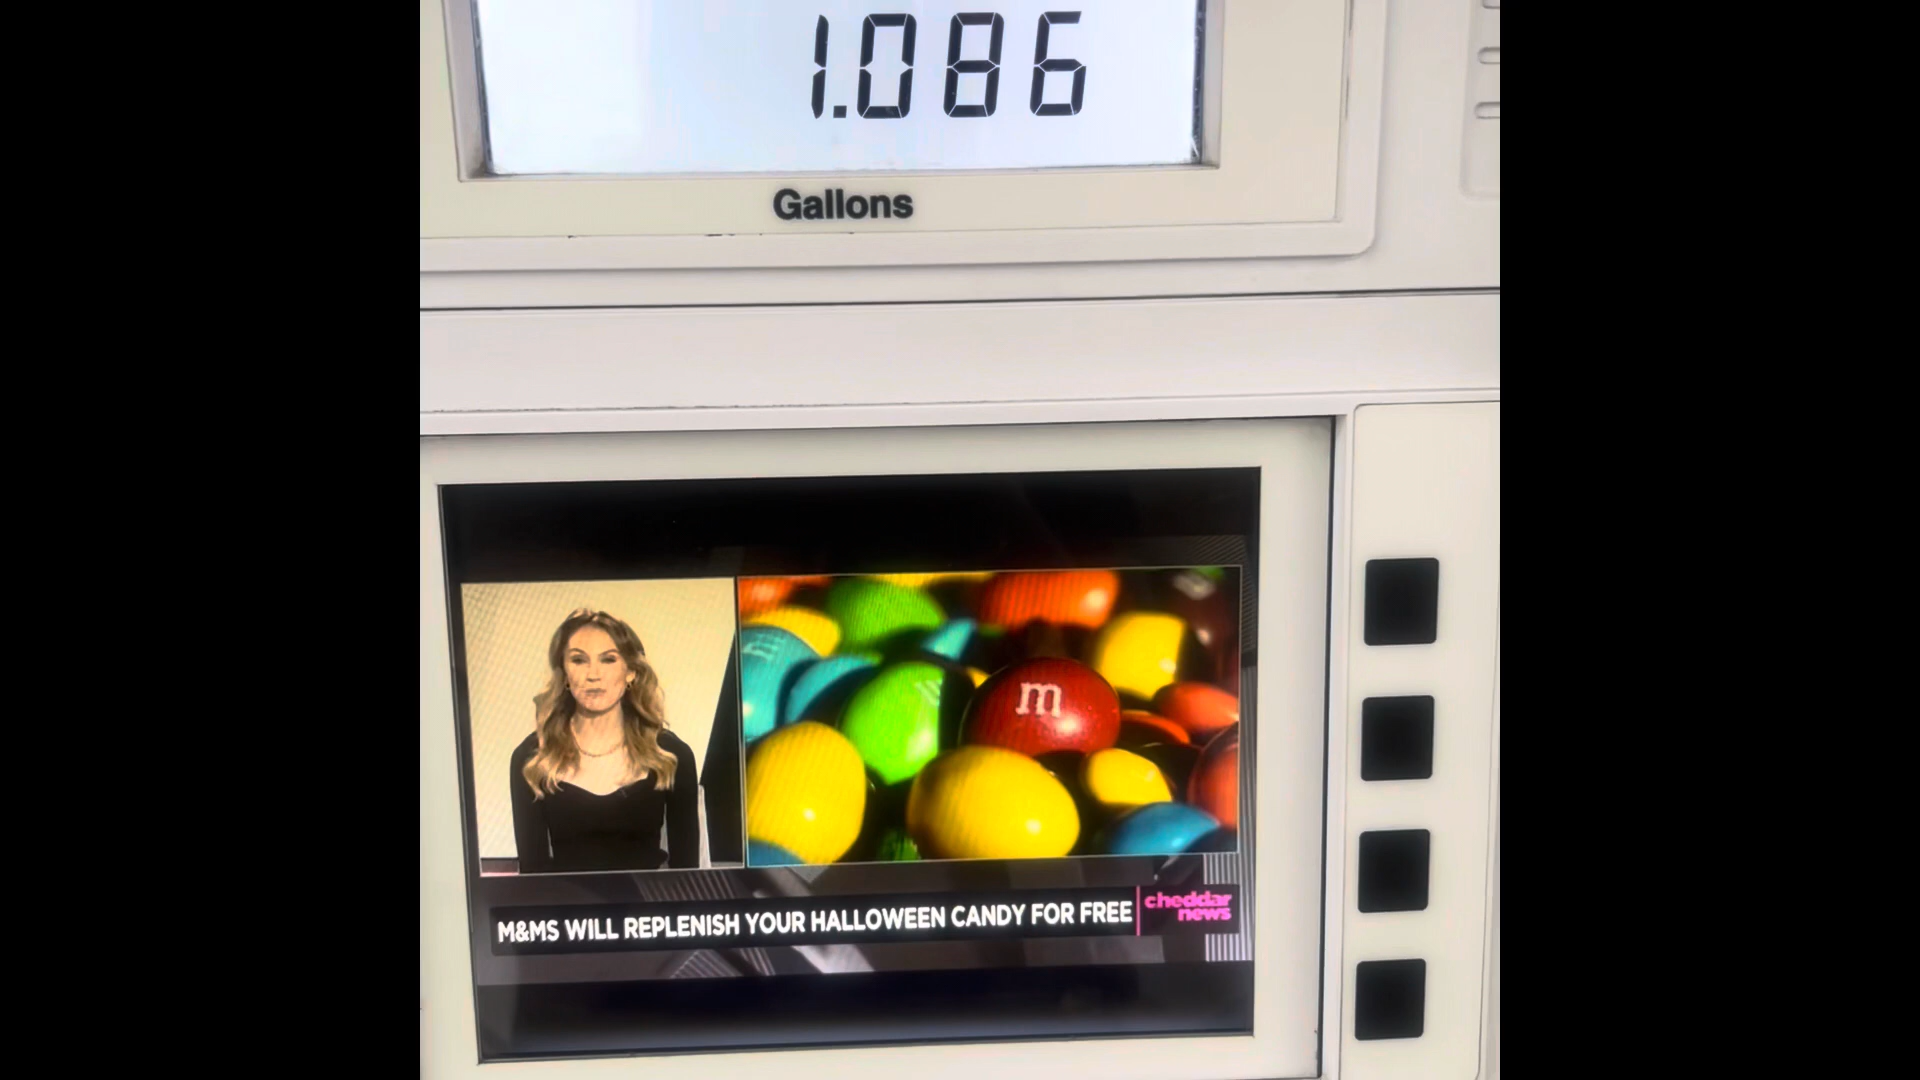 1.086
Gallons
m
M&MS WILL REPLENISH YOUR HALLOWEEN CANDY FOR FREE
cheddar
news